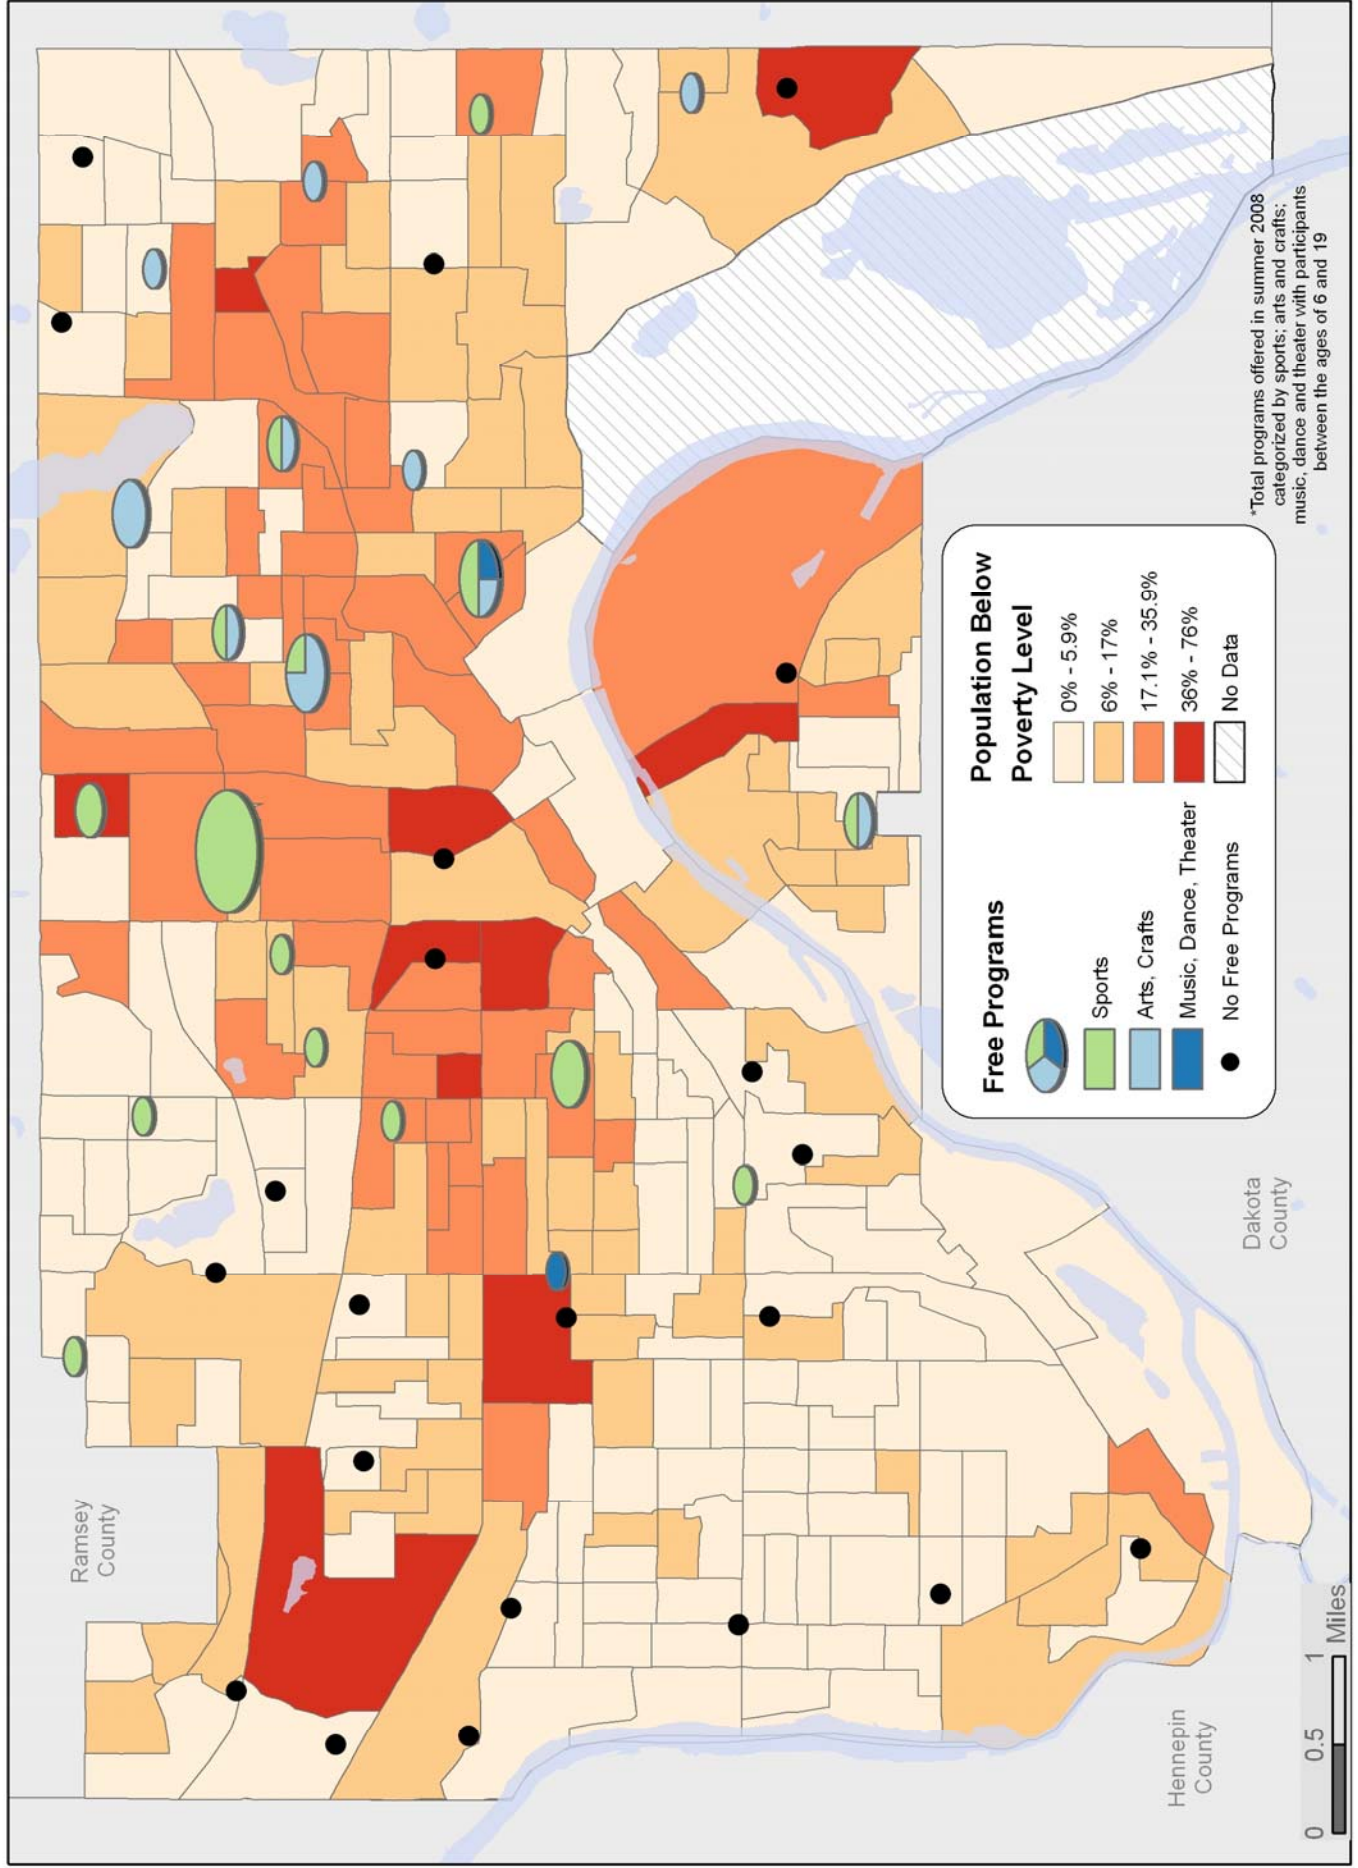 Ramsey
County
Hennepin
County
Dakota
County
0 0.5 1
Miles
Free Programs
Sports
Arts, Crafts
Music, Dance, Theater
No Free Programs
Population Below
Poverty Level
0% - 5.9%
6% - 17%
17.1% - 35.9%
36% - 76%
No Data
*Total programs offered in summer 2008
categorized by sports; arts and crafts;
music, dance and theater with participants
between the ages of 6 and 19